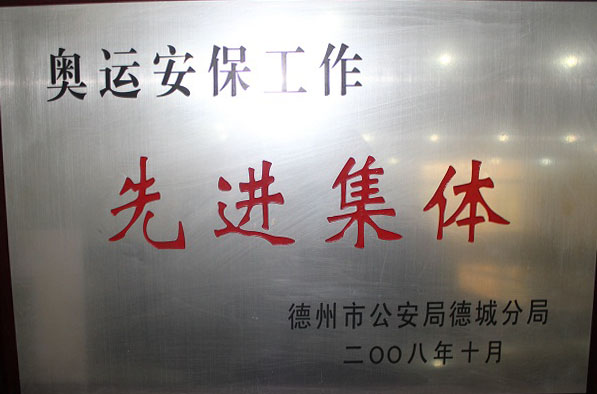 奥运安保工作
先进集体
德州市公安局德城分局
二〇〇八年十月